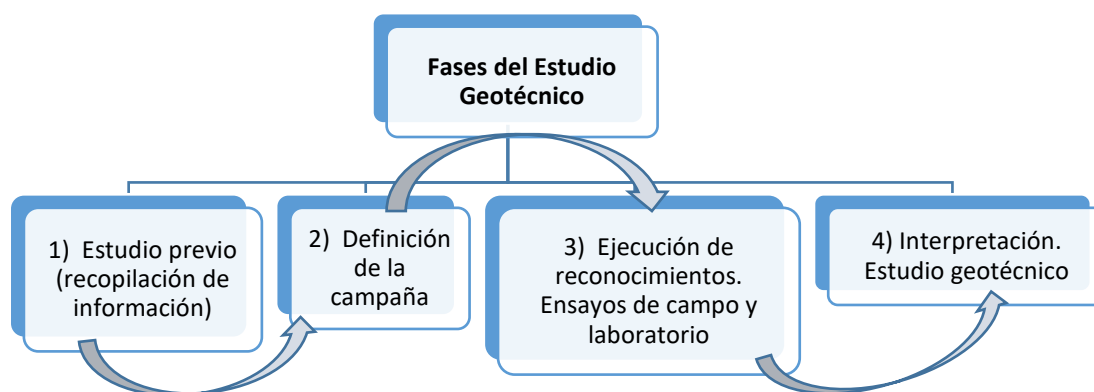 Fases del Estudio
Geotécnico
1) Estudio previo
(recopilación de
información)
2) Definición
de la
campaña
3) Ejecución de
reconocimientos.
Ensayos de campo y
laboratorio
4) Interpretación.
Estudio geotécnico